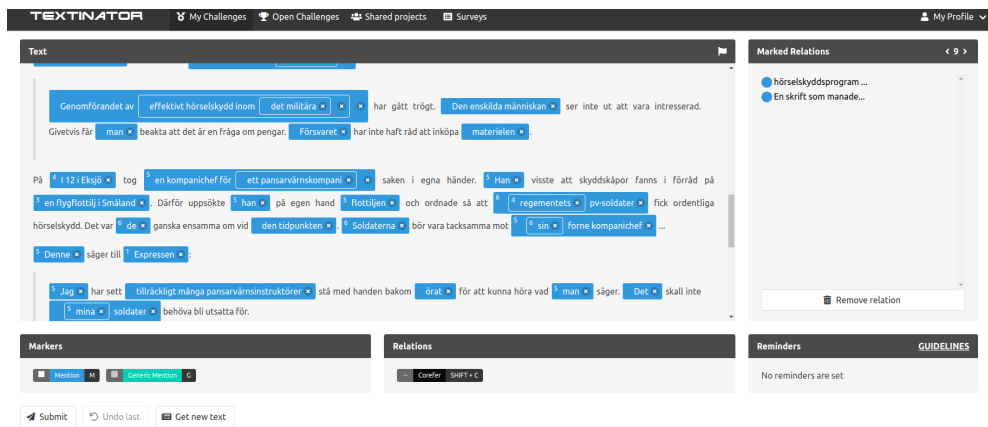 TEXTINATOR My Challenges Open Challenges Shared projects Surveys My Profile
Text
Genomförandet av effektivt hörselskydd inom det militära × × × har gått trögt. Den enskilda människan × ser inte ut att vara intresserad.
Givetvis får man × beakta att det är en fråga om pengar. Försvaret × har inte haft råd att inköpa materielen × .
På 4 I 12 i Eksjö × tog 5 en kompanichef för ett pansarvärnskompani × × saken i egna händer. 5 Han × visste att skyddskåpor fanns i förråd på
3 en flygflottilj i Småland × . Därför uppsökte 5 han × på egen hand 3 flottiljen × och ordnade så att 6 4 regementets × pv-soldater × fick ordentliga
hörselskydd. Det var 6 de × ganska ensamma om vid den tidpunkten × . 6 Soldaterna × bör vara tacksamma mot 5 6 sin × forne kompanichef × ...
5 Denne × säger till 1 Expressen × :
5 Jag × har sett tillräckligt många pansarvärnsinstruktörer × stå med handen bakom örat × för att kunna höra vad 5 man × säger. Det × skall inte
5 mina × soldater × behöva bli utsatta för.
Marked Relations < 9 >
hörselskyddsprogram ...
En skrift som manade...
Remove relation
Markers
Mention M Generic Mention G
Relations
→ Corefer SHIFT + C
Reminders GUIDELINES
No reminders are set
Submit Undo last Get new text